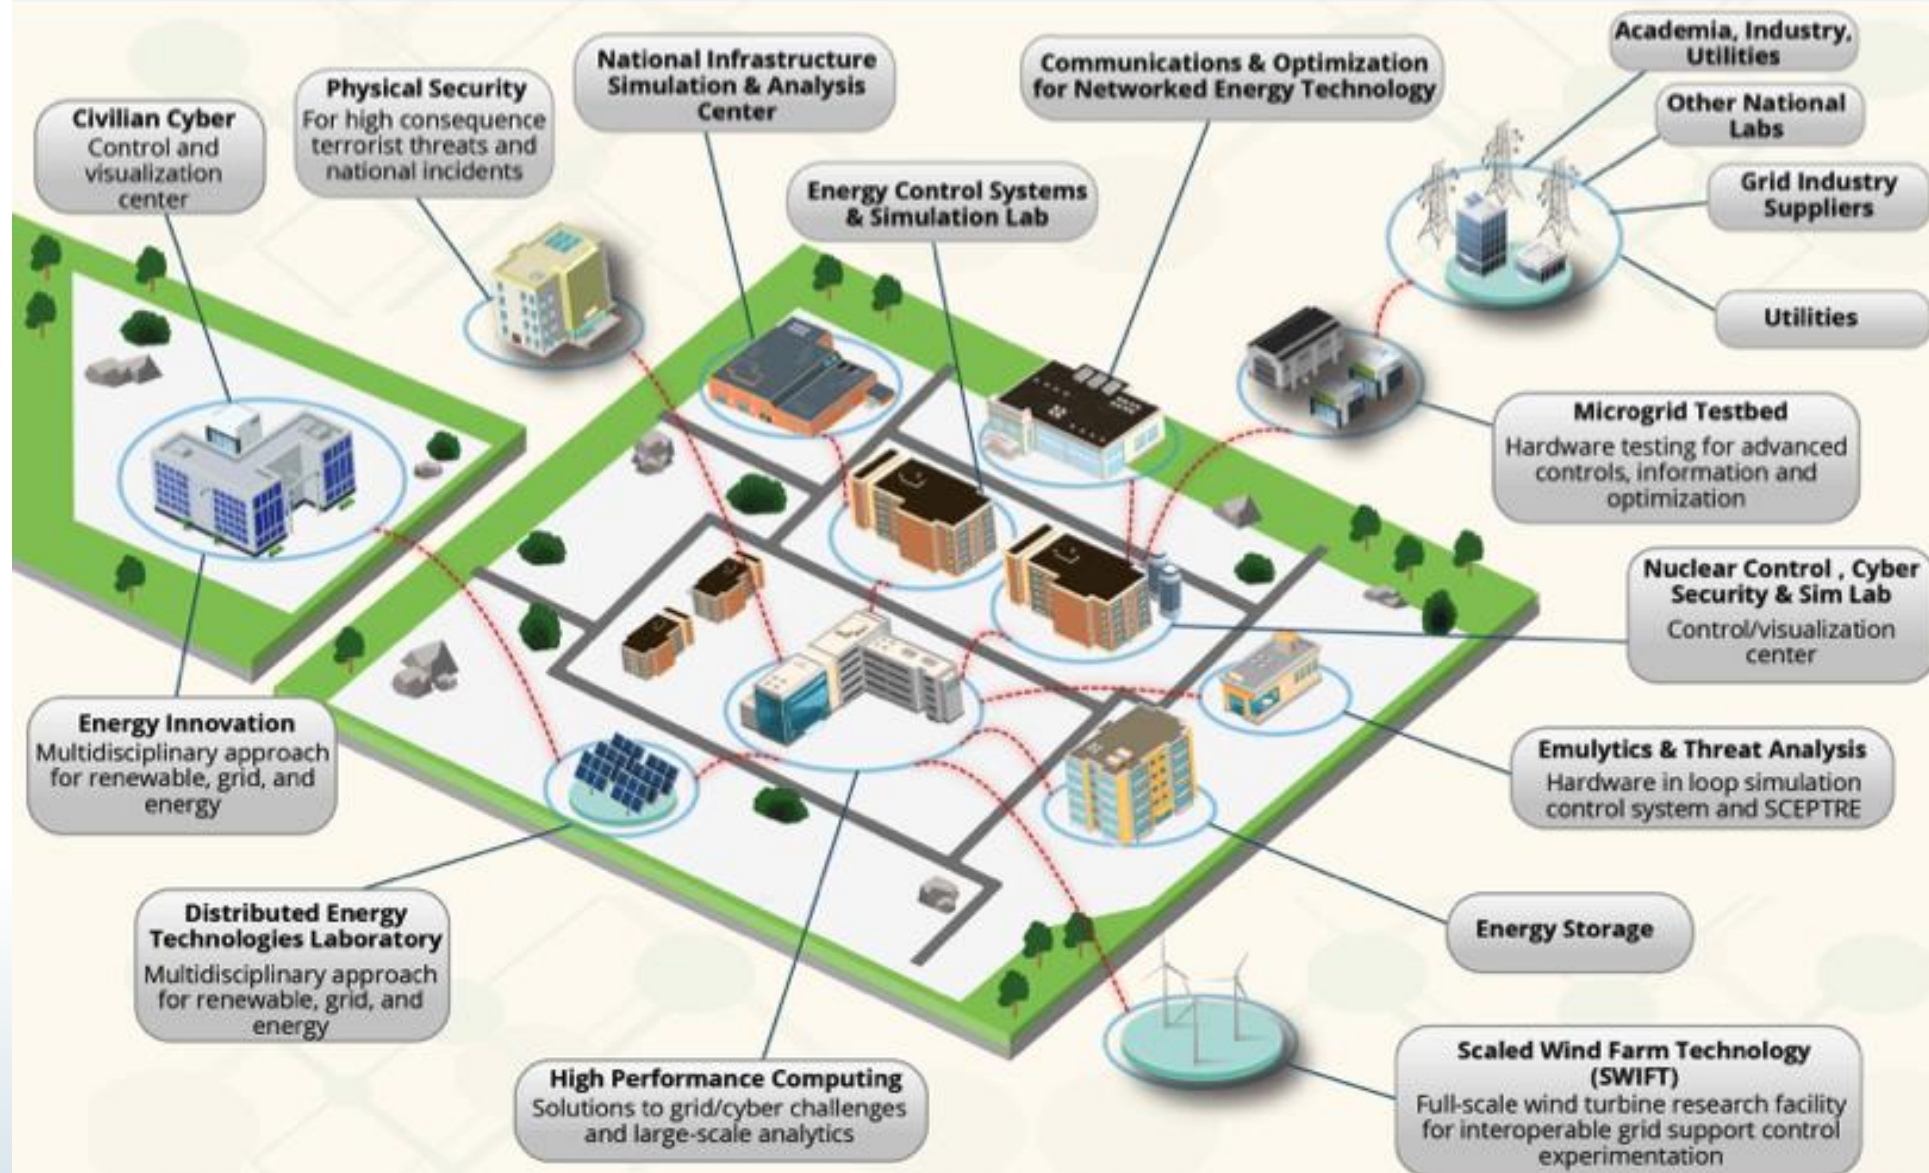 Civilian Cyber
Control and
visualization
center
Physical Security
For high consequence
terrorist threats and
national incidents
National Infrastructure
Simulation & Analysis
Center
Energy Control Systems
& Simulation Lab
Communications & Optimization
for Networked Energy Technology
Academia, Industry,
Utilities
Other National
Labs
Grid Industry
Suppliers
Utilities
Microgrid Testbed
Hardware testing for advanced
controls, information and
optimization
Nuclear Control , Cyber
Security & Sim Lab
Control/visualization
center
Emulytics & Threat Analysis
Hardware in loop simulation
control system and SCEPTRE
Energy Storage
Scaled Wind Farm Technology
(SWIFT)
Full-scale wind turbine research facility
for interoperable grid support control
experimentation
High Performance Computing
Solutions to grid/cyber challenges
and large-scale analytics
Distributed Energy
Technologies Laboratory
Multidisciplinary approach
for renewable, grid, and
energy
Energy Innovation
Multidisciplinary approach
for renewable, grid, and
energy